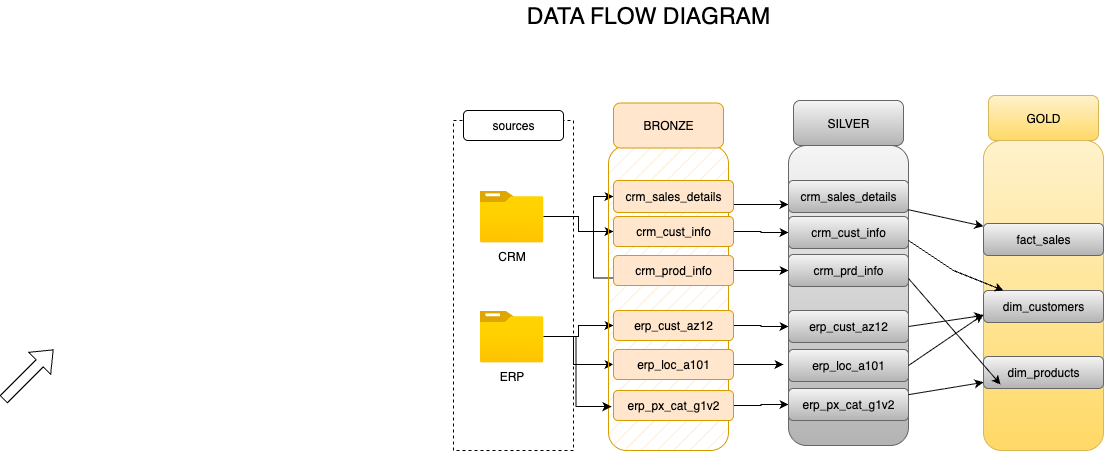 DATA FLOW DIAGRAM
sources
BRONZE
SILVER
GOLD
CRM
ERP
crm_sales_details
crm_cust_info
crm_prod_info
erp_cust_az12
erp_loc_a101
erp_px_cat_g1v2
crm_sales_details
crm_cust_info
crm_prd_info
erp_cust_az12
erp_loc_a101
erp_px_cat_g1v2
fact_sales
dim_customers
dim_products